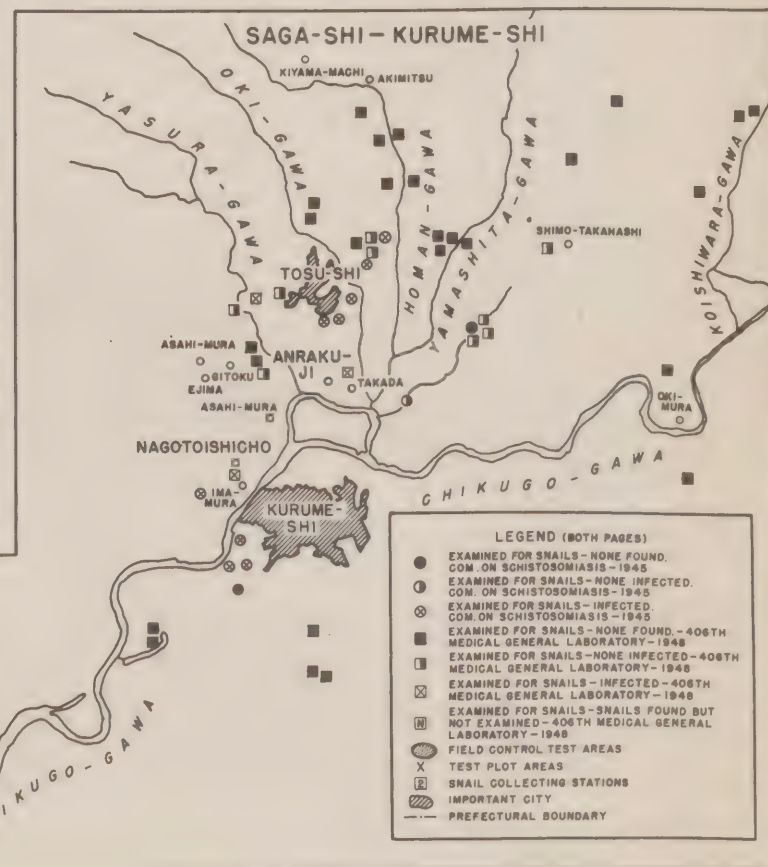 SAGA-SHI – KURUME-SHI
KIYAMA-MACHI
AKIMITSU
OKI-GAWA
YASURA-GAWA
HOMAN-GAWA
YAMASHITA-GAWA
KOISHIWARA-GAWA
SHIMO-TAKAHASHI
TOSU-SHI
ASAHI-MURA
GITOKU
EJIMA
ANRAKU-
JI
TAKADA
ASAHI-MURA
OKI-
MURA
NAGOTOISHICHO
IMA-
MURA
KURUME-
SHI
CHIKUGO-GAWA
IKUGO-GAWA
LEGEND (BOTH PAGES)
EXAMINED FOR SNAILS-NONE FOUND.
COM. ON SCHISTOSOMIASIS-1945
EXAMINED FOR SNAILS-NONE INFECTED.
COM. ON SCHISTOSOMIASIS-1945
EXAMINED FOR SNAILS-INFECTED.
COM. ON SCHISTOSOMIASIS-1945
EXAMINED FOR SNAILS-NONE FOUND.-406TH
MEDICAL GENERAL LABORATORY-1948
EXAMINED FOR SNAILS-NONE INFECTED-406TH
MEDICAL GENERAL LABORATORY-1948
EXAMINED FOR SNAILS-INFECTED-406TH
MEDICAL GENERAL LABORATORY-1948
EXAMINED FOR SNAILS-SNAILS FOUND BUT
N NOT EXAMINED-406TH MEDICAL GENERAL
LABORATORY-1948
FIELD CONTROL TEST AREAS
X TEST PLOT AREAS
2 SNAIL COLLECTING STATIONS
IMPORTANT CITY
PREFECTURAL BOUNDARY